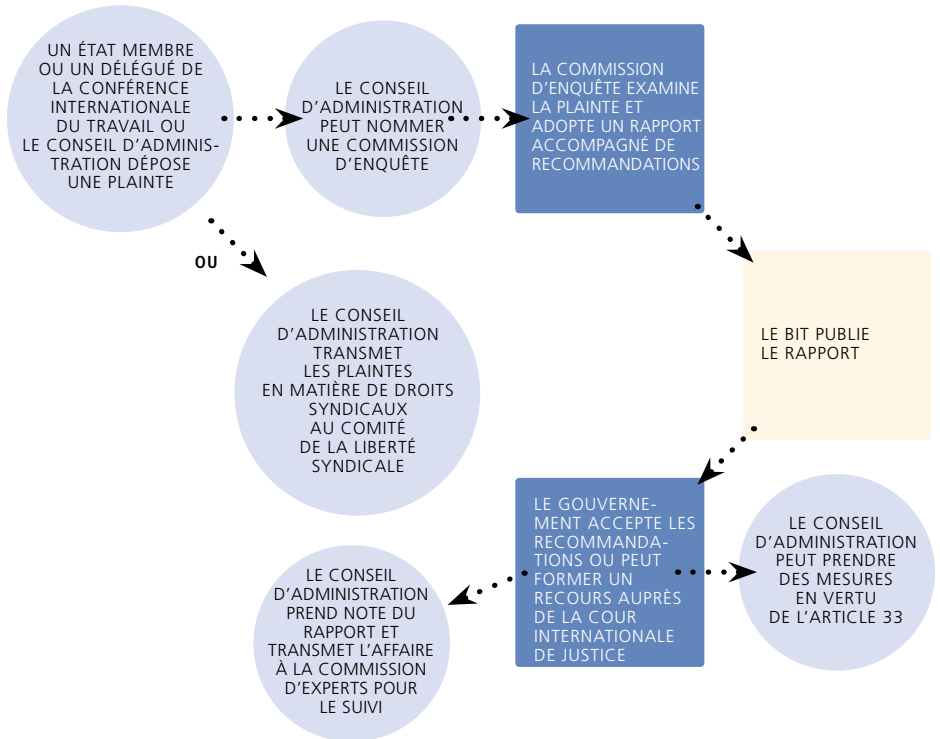 UN ÉTAT MEMBRE
OU UN DÉLÉGUÉ DE
LA CONFÉRENCE
INTERNATIONALE
DU TRAVAIL OU
LE CONSEIL D'ADMINIS-
TRATION DÉPOSE
UNE PLAINTE
LE CONSEIL
D'ADMINISTRATION
PEUT NOMMER
UNE COMMISSION
D'ENQUÊTE
LA COMMISSION
D'ENQUÊTE EXAMINE
LA PLAINTE ET
ADOPTE UN RAPPORT
ACCOMPAGNÉ DE
RECOMMANDATIONS
OU
LE CONSEIL
D'ADMINISTRATION
TRANSMET
LES PLAINTES
EN MATIÈRE DE DROITS
SYNDICAUX
AU COMITÉ
DE LA LIBERTÉ
SYNDICALE
LE BIT PUBLIE
LE RAPPORT
LE GOUVERNE-
MENT ACCEPTE LES
RECOMMANDA-
TIONS OU PEUT
FORMER UN
RECOURS AUPRÈS
DE LA COUR
INTERNATIONALE
DE JUSTICE
LE CONSEIL
D'ADMINISTRATION
PEUT PRENDRE
DES MESURES
EN VERTU
DE L'ARTICLE 33
LE CONSEIL
D'ADMINISTRATION
PREND NOTE DU
RAPPORT ET
TRANSMET L'AFFAIRE
À LA COMMISSION
D'EXPERTS POUR
LE SUIVI